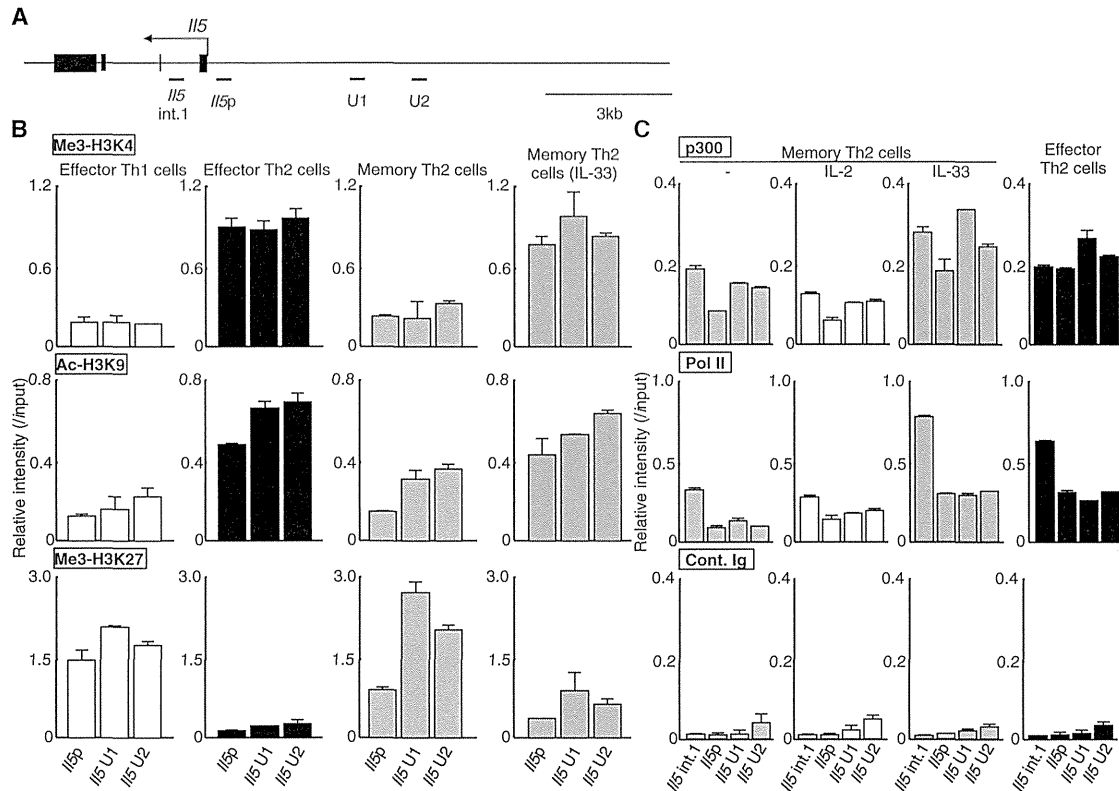 A
Il5
Il5
int.1
Il5p
U1
U2
3kb
B
Me3-H3K4
Effector Th1 cells
Effector Th2 cells
Memory Th2 cells
Memory Th2
cells (IL-33)
1.2
0.6
0
1.2
0.6
0
1.2
0.6
0
1.2
0.6
0
Ac-H3K9
Relative intensity (/input)
0.8
0.4
0
0.8
0.4
0
0.8
0.4
0
0.8
0.4
0
Me3-H3K27
3.0
1.5
0
3.0
1.5
0
3.0
1.5
0
3.0
1.5
0
Il5p
Il5 U1
Il5 U2
Il5p
Il5 U1
Il5 U2
Il5p
Il5 U1
Il5 U2
Il5p
Il5 U1
Il5 U2
C
p300
Memory Th2 cells
-
IL-2
IL-33
Effector
Th2 cells
0.4
0.2
0
0.4
0.2
0
0.4
0.2
0
0.4
0.2
0
Pol II
Relative intensity (/input)
1.0
0.5
0
1.0
0.5
0
1.0
0.5
0
1.0
0.5
0
Cont. Ig
0.4
0.2
0
0.4
0.2
0
0.4
0.2
0
0.4
0.2
0
Il5 int.1
Il5p
Il5 U1
Il5 U2
Il5 int.1
Il5p
Il5 U1
Il5 U2
Il5 int.1
Il5p
Il5 U1
Il5 U2
Il5 int.1
Il5p
Il5 U1
Il5 U2